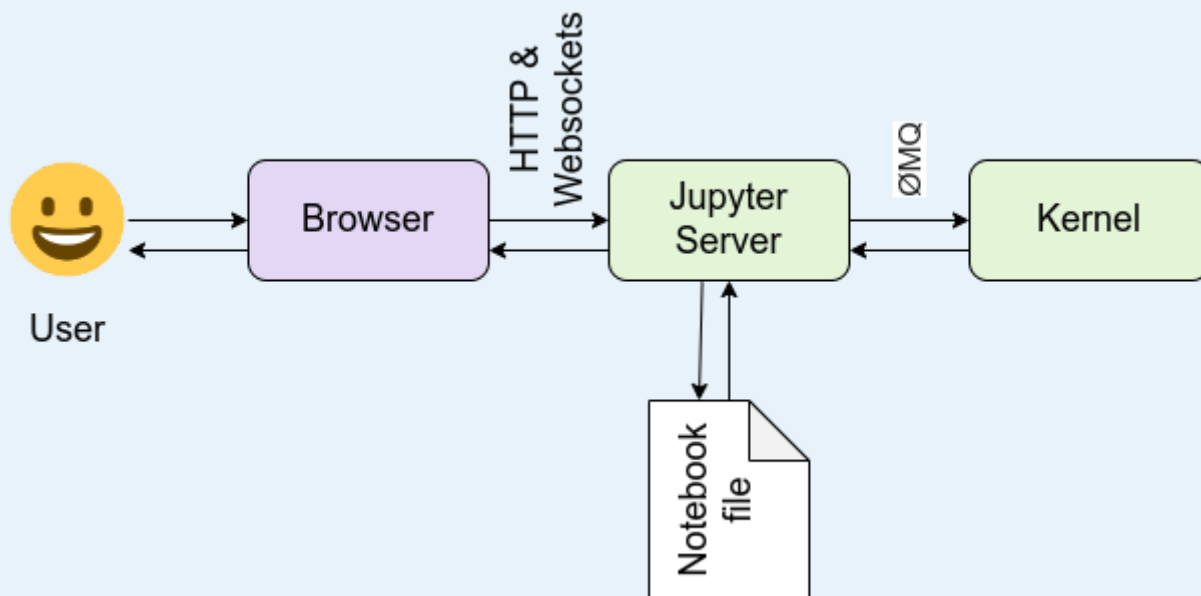 User
Browser
HTTP &
Websockets
Jupyter
Server
ØMQ
Kernel
Notebook
file